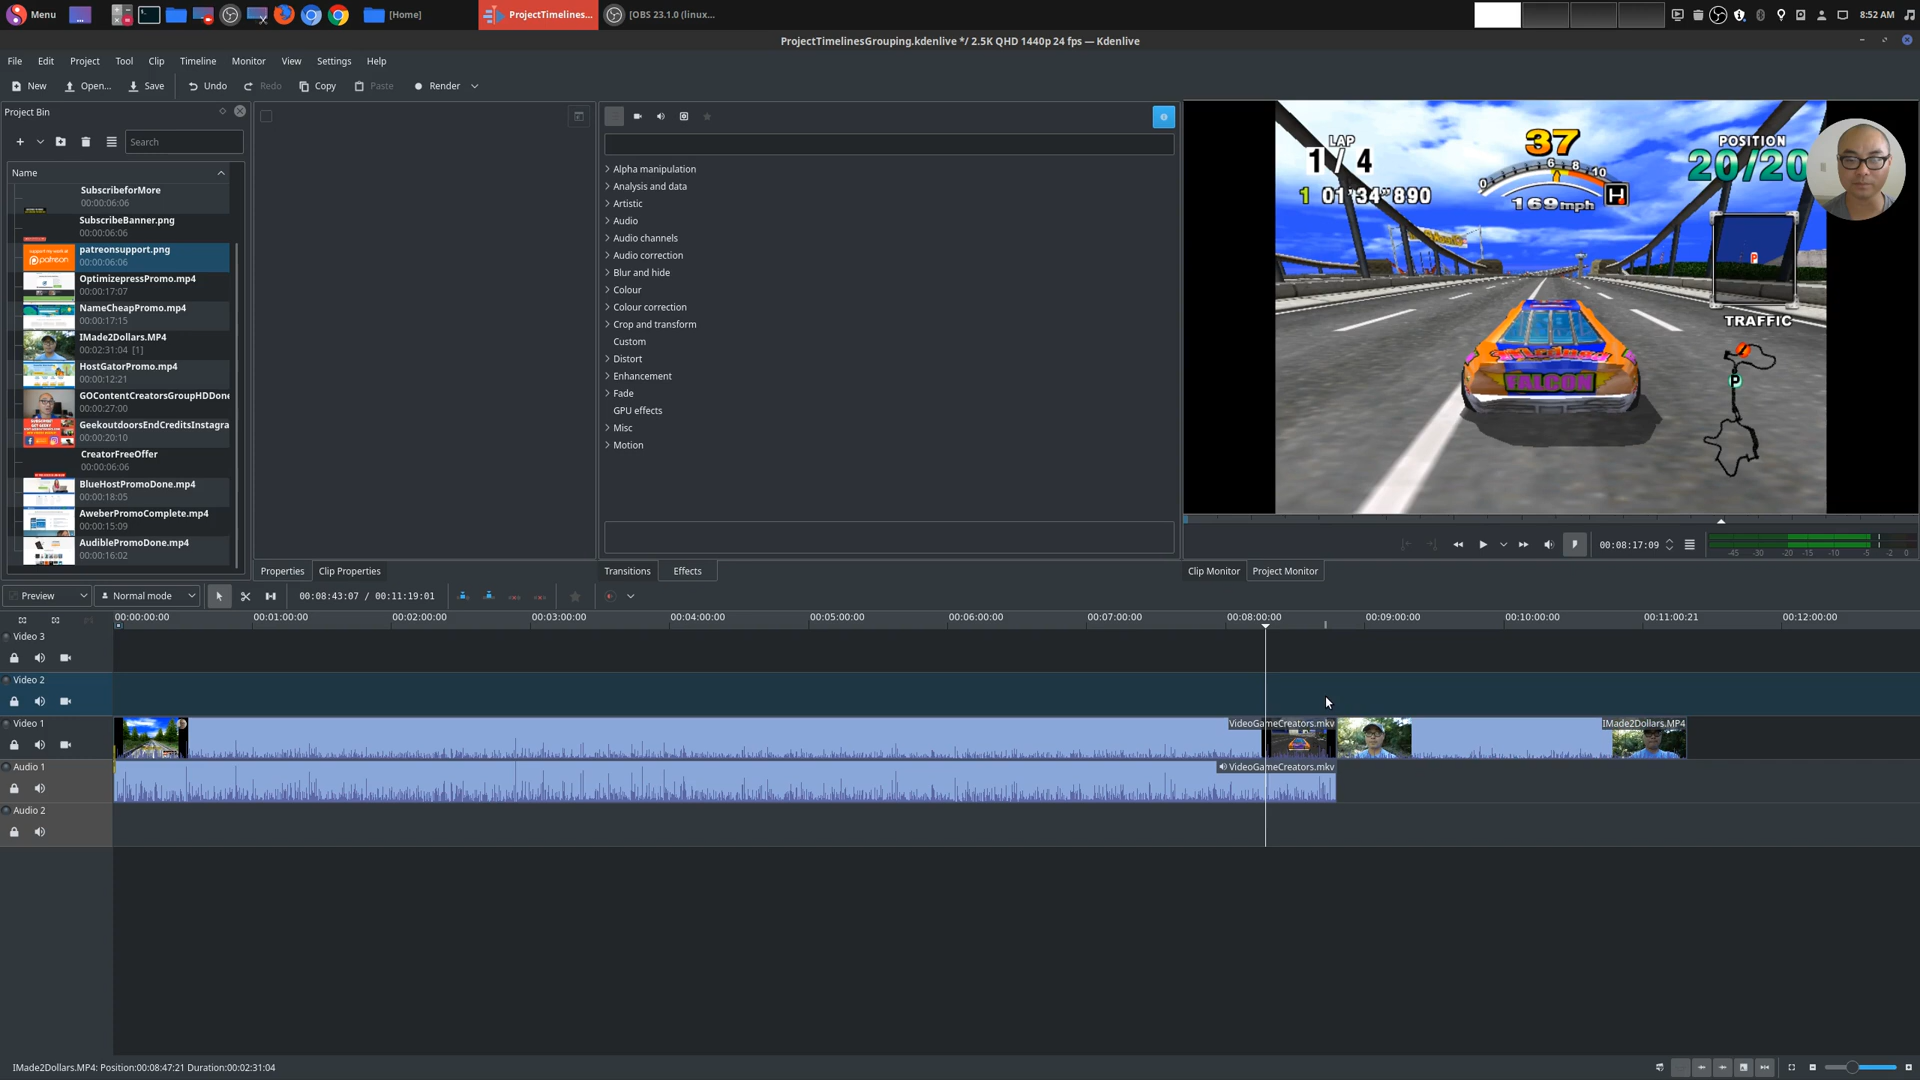 Menu
[Home]
ProjectTimelines...
[OBS 23.1.0 (linux...
8:52 AM
ProjectTimelinesGrouping.kdenlive */ 2.5K QHD 1440p 24 fps — Kdenlive
File Edit Project Tool Clip Timeline Monitor View Settings Help
New Open... Save Undo Redo Copy Paste Render
Project Bin
Search
Name
SubscribeforMore
00:00:06:06
SubscribeBanner.png
00:00:06:06
patreonsupport.png
00:00:06:06
OptimizepressPromo.mp4
00:00:17:07
NameCheapPromo.mp4
00:00:17:15
IMade2Dollars.MP4
00:02:31:04 [1]
HostGatorPromo.mp4
00:00:12:21
GOContentCreatorsGroupHDDone
00:00:27:00
GeekoutdoorsEndCreditsInstagra
00:00:20:10
CreatorFreeOffer
00:00:06:06
BlueHostPromoDone.mp4
00:00:18:05
AweberPromoComplete.mp4
00:00:15:09
AudiblePromoDone.mp4
00:00:16:02
Alpha manipulation
Analysis and data
Artistic
Audio
Audio channels
Audio correction
Blur and hide
Colour
Colour correction
Crop and transform
Custom
Distort
Enhancement
Fade
GPU effects
Misc
Motion
LAP
1/4
1 01'34"890
37
0 6 8 10
H
169mph
POSITION
20/20
P
TRAFFIC
P
FALCON
00:08:17:09
-45 -30 -20 -15 -10 -5 -2 0
Properties Clip Properties
Transitions Effects
Clip Monitor Project Monitor
Preview Normal mode 00:08:43:07 / 00:11:19:01
00:00:00:00 00:01:00:00 00:02:00:00 00:03:00:00 00:04:00:00 00:05:00:00 00:06:00:00 00:07:00:00 00:08:00:00 00:09:00:00 00:10:00:00 00:11:00:21 00:12:00:00
Video 3
Video 2
Video 1
VideoGameCreators.mkv
IMade2Dollars.MP4
Audio 1
VideoGameCreators.mkv
Audio 2
IMade2Dollars.MP4: Position:00:08:47:21 Duration:00:02:31:04